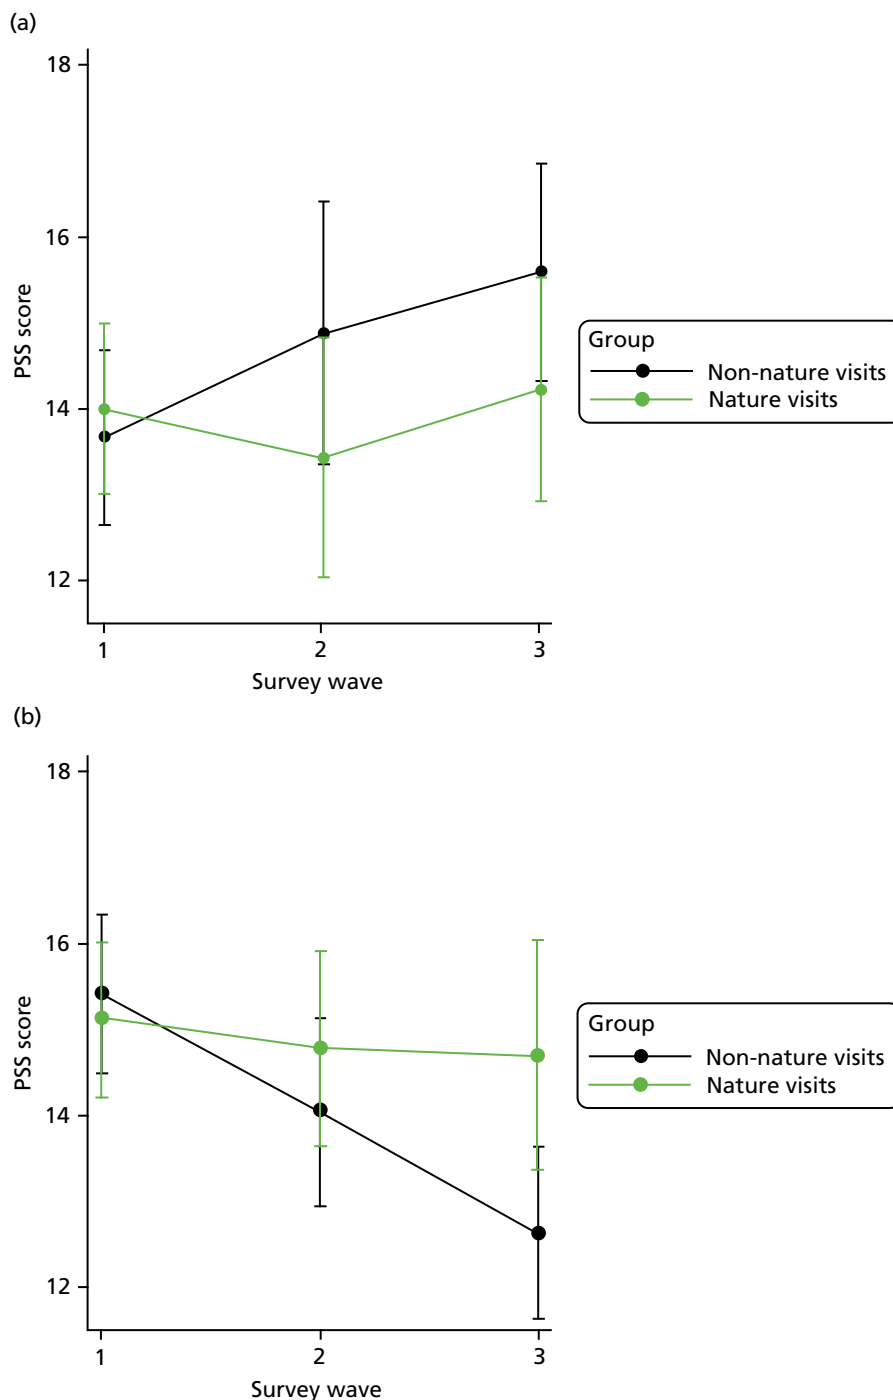 (a)
18
16
14
12
PSS score
1
2
3
Survey wave
Group
Non-nature visits
Nature visits
(b)
18
16
14
12
PSS score
1
2
3
Survey wave
Group
Non-nature visits
Nature visits